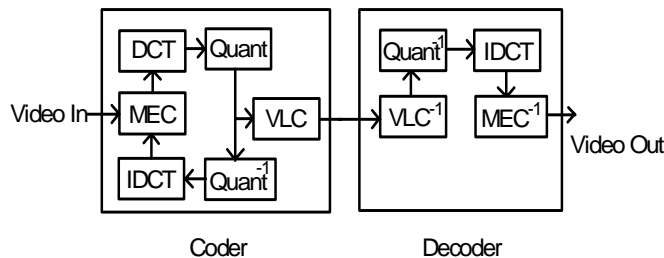 DCT
Quant
Video In
MEC
VLC
IDCT
Quant⁻¹
Coder
Quant⁻¹
IDCT
VLC⁻¹
MEC⁻¹
Video Out
Decoder